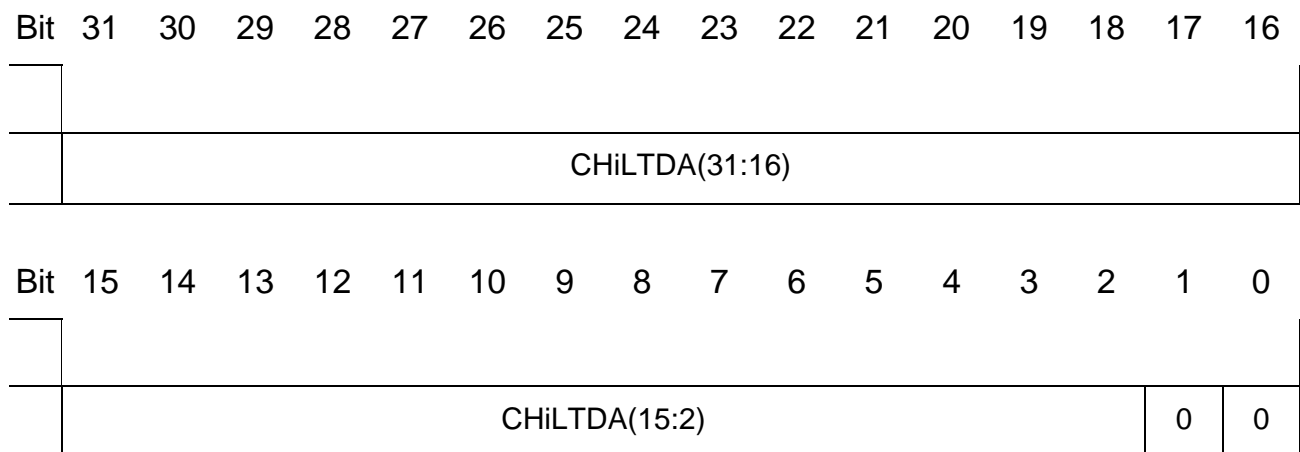 Bit 31 30 29 28 27 26 25 24 23 22 21 20 19 18 17 16
CHiLTDA(31:16)
Bit 15 14 13 12 11 10 9 8 7 6 5 4 3 2 1 0
CHiLTDA(15:2) 0 0